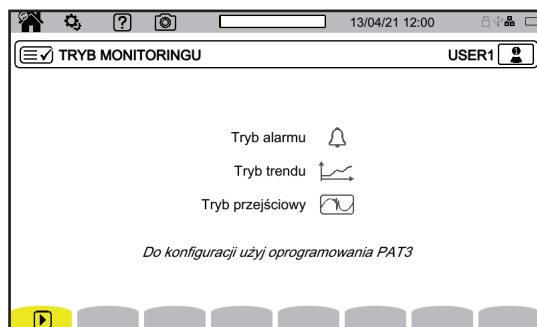 ? 13/04/21 12:00
TRYB MONITORINGU USER1
Tryb alarmu
Tryb trendu
Tryb przejściowy
Do konfiguracji użyj oprogramowania PAT3